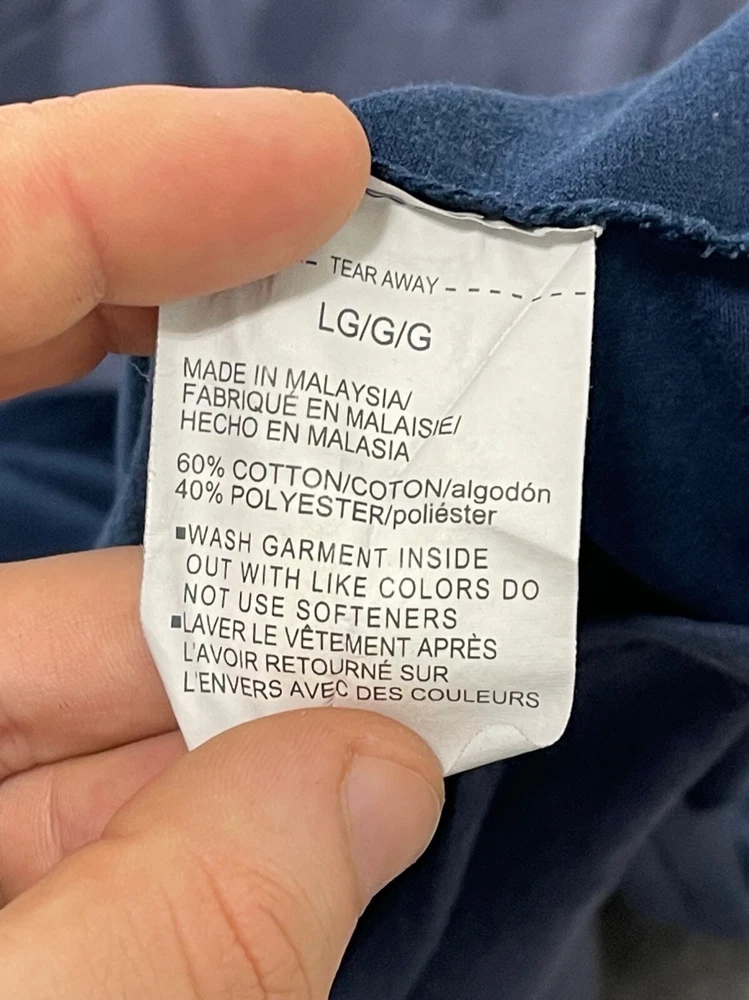 TEAR AWAY
LG/G/G
MADE IN MALAYSIA/
FABRIQUÉ EN MALAISIE/
HECHO EN MALASIA
60% COTTON/COTON/algodón
40% POLYESTER/poliéster
▪WASH GARMENT INSIDE
OUT WITH LIKE COLORS DO
NOT USE SOFTENERS
▪LAVER LE VÊTEMENT APRÈS
L'AVOIR RETOURNÉ SUR
L'ENVERS AVEC DES COULEURS